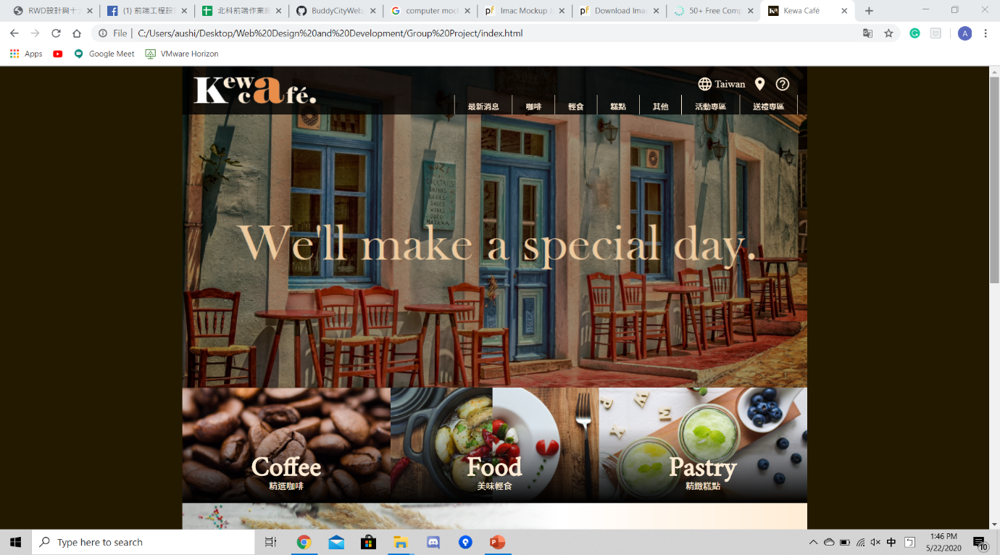 RWD設計與十大
(1) 前端工程設
北科前端作業
BuddyCityWeb
computer moc
Imac Mockup
Download Imac
50+ Free Comp
Kewa Café
File
C:/Users/aushi/Desktop/Web%20Design%20and%20Development/Group%20Project/index.html
A
Apps
Google Meet
VMware Horizon
Kewa café.
Taiwan
最新消息
咖啡
輕食
糕點
其他
活動專區
送禮專區
COCKTAILS
DRINKS
We'll make a special day.
Coffee
Food
Pastry
精選咖啡
美味輕食
精緻糕點
Type here to search
中
1:46 PM
5/22/2020
10